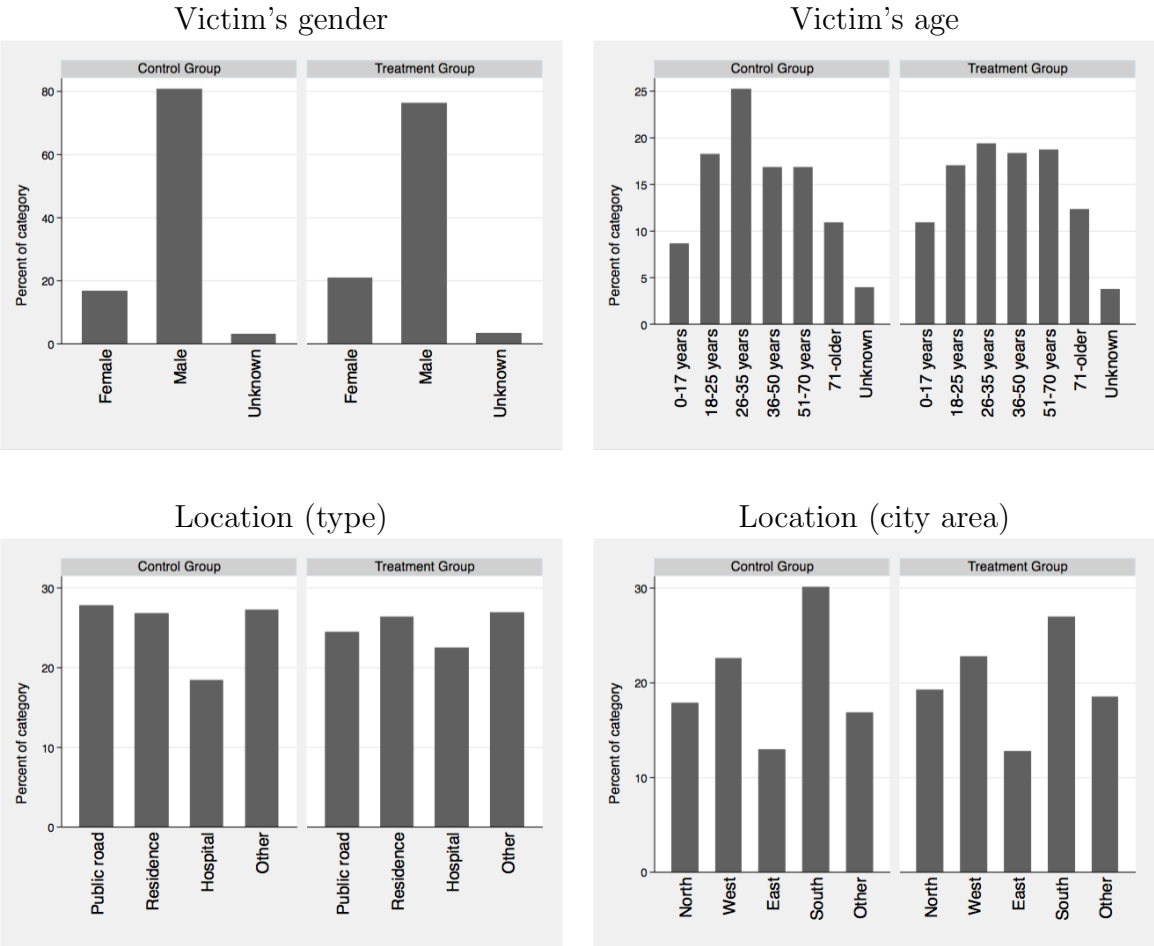 Victim's gender
Control Group
Treatment Group
Percent of category
80
60
40
20
0
Female
Male
Unknown
Female
Male
Unknown
Victim's age
Control Group
Treatment Group
Percent of category
25
20
15
10
5
0
0-17 years
18-25 years
26-35 years
36-50 years
51-70 years
71-older
Unknown
0-17 years
18-25 years
26-35 years
36-50 years
51-70 years
71-older
Unknown
Location (type)
Control Group
Treatment Group
Percent of category
30
20
10
0
Public road
Residence
Hospital
Other
Public road
Residence
Hospital
Other
Location (city area)
Control Group
Treatment Group
Percent of category
30
20
10
0
North
West
East
South
Other
North
West
East
South
Other